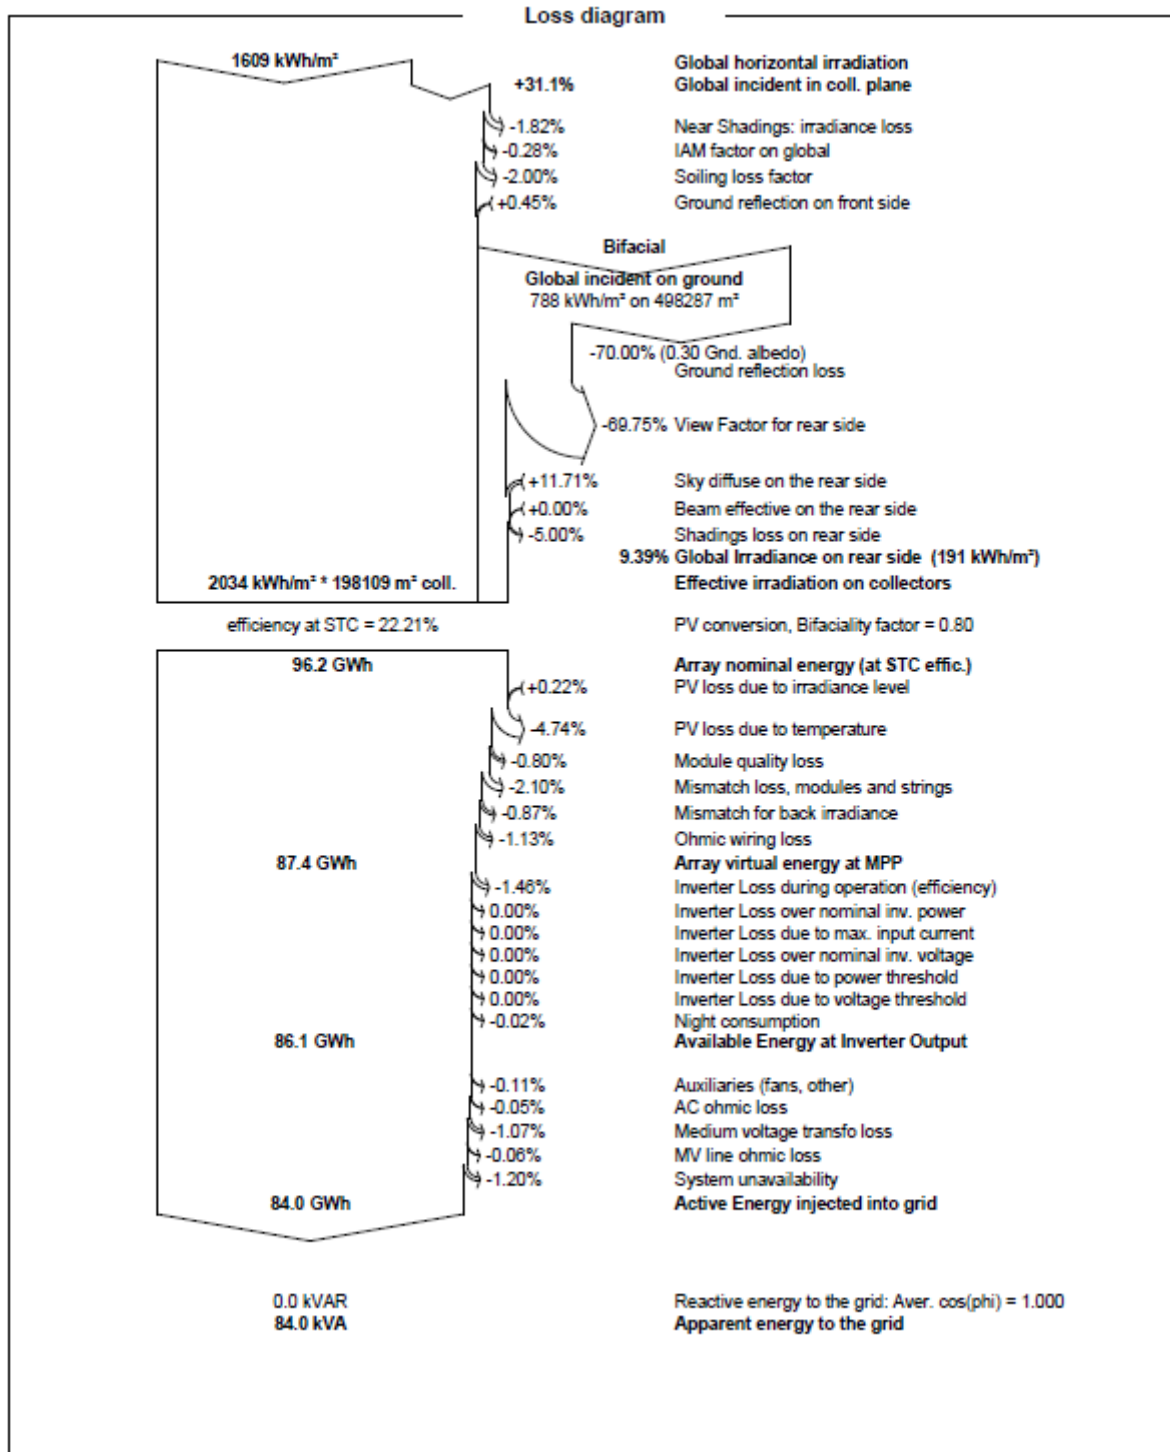 Loss diagram
1609 kWh/m² Global horizontal irradiation
+31.1% Global incident in coll. plane
-1.82% Near Shadings: irradiance loss
-0.28% IAM factor on global
-2.00% Soiling loss factor
+0.45% Ground reflection on front side
Bifacial
Global incident on ground
788 kWh/m² on 498287 m²
-70.00% (0.30 Gnd. albedo)
Ground reflection loss
-69.75% View Factor for rear side
+11.71% Sky diffuse on the rear side
+0.00% Beam effective on the rear side
-5.00% Shadings loss on rear side
9.39% Global Irradiance on rear side (191 kWh/m²)
2034 kWh/m² * 198109 m² coll. Effective irradiation on collectors
efficiency at STC = 22.21% PV conversion, Bifaciality factor = 0.80
96.2 GWh Array nominal energy (at STC effic.)
+0.22% PV loss due to irradiance level
-4.74% PV loss due to temperature
-0.80% Module quality loss
-2.10% Mismatch loss, modules and strings
-0.87% Mismatch for back irradiance
-1.13% Ohmic wiring loss
87.4 GWh Array virtual energy at MPP
-1.46% Inverter Loss during operation (efficiency)
0.00% Inverter Loss over nominal inv. power
0.00% Inverter Loss due to max. input current
0.00% Inverter Loss over nominal inv. voltage
0.00% Inverter Loss due to power threshold
0.00% Inverter Loss due to voltage threshold
-0.02% Night consumption
86.1 GWh Available Energy at Inverter Output
-0.11% Auxiliaries (fans, other)
-0.05% AC ohmic loss
-1.07% Medium voltage transfo loss
-0.06% MV line ohmic loss
-1.20% System unavailability
84.0 GWh Active Energy injected into grid
0.0 kVAR Reactive energy to the grid: Aver. cos(phi) = 1.000
84.0 kVA Apparent energy to the grid